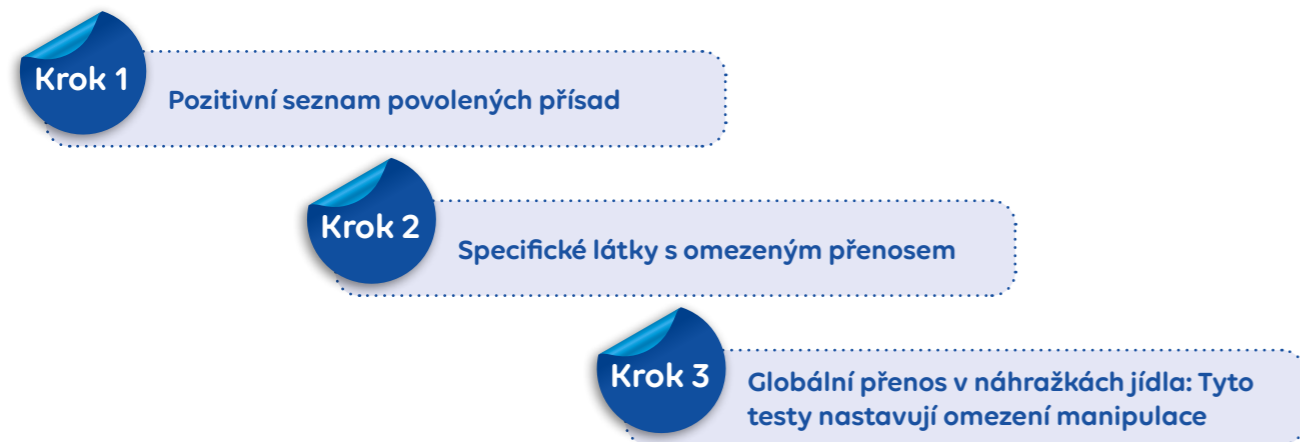 Krok 1
Pozitivní seznam povolených přísad
Krok 2
Specifické látky s omezeným přenosem
Krok 3
Globální přenos v náhražkách jídla: Tyto
testy nastavují omezení manipulace